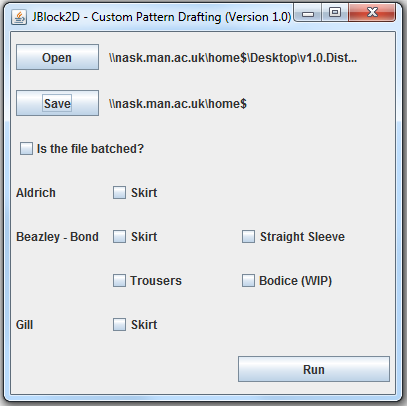 JBlock2D - Custom Pattern Drafting (Version 1.0)
Open \\nask.man.ac.uk\home$\Desktop\v1.0.Dist...
Save \\nask.man.ac.uk\home$
Is the file batched?
Aldrich Skirt
Beazley - Bond Skirt Straight Sleeve
Trousers Bodice (WIP)
Gill Skirt
Run